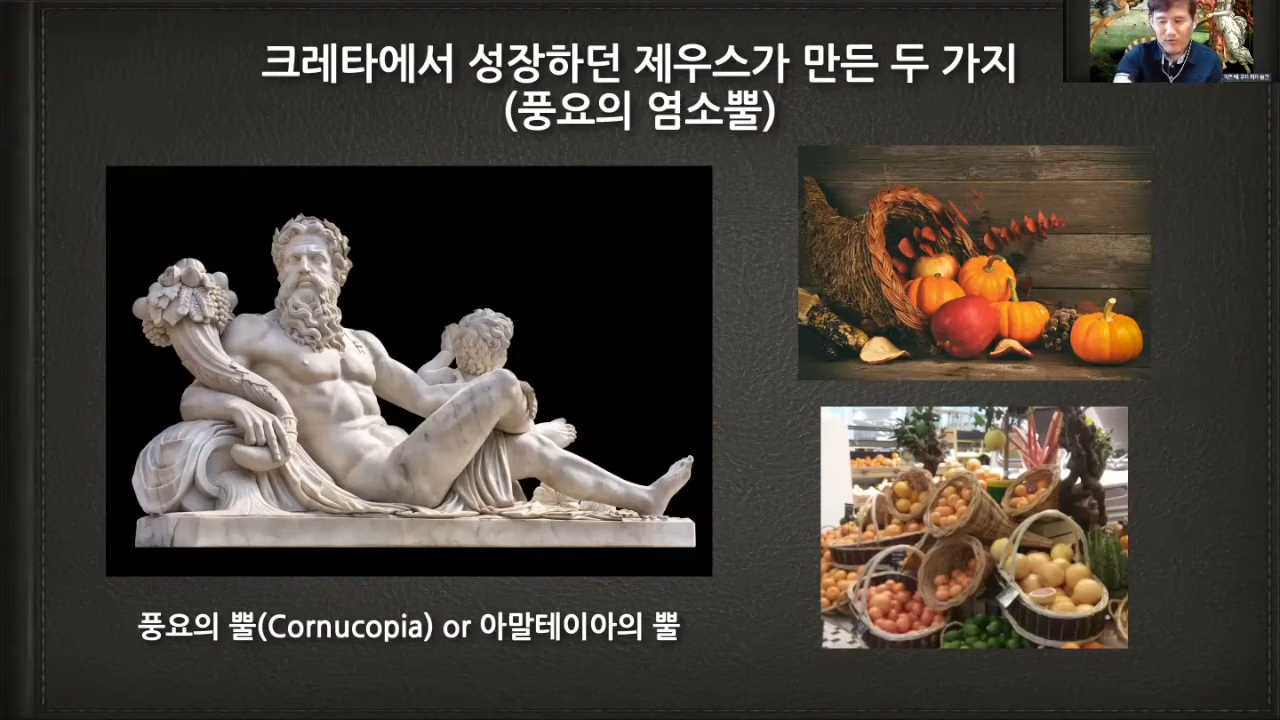 크레타에서 성장하던 제우스가 만든 두 가지
(풍요의 염소뿔)
풍요의 뿔(Cornucopia) or 아말테이아의 뿔